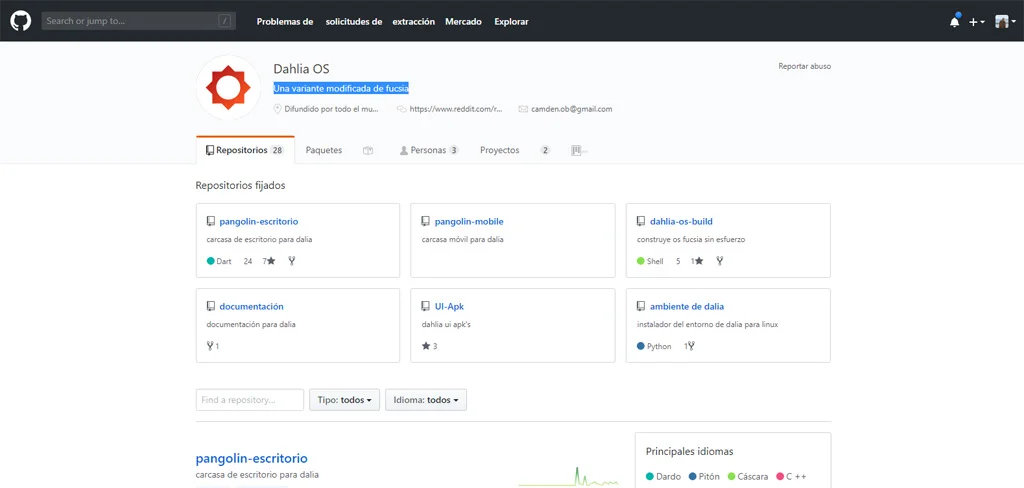 Search or jump to... /
Problemas de solicitudes de extracción Mercado Explorar
Dahlia OS
Reportar abuso
Una variante modificada de fucsia
Difundido por todo el mu... https://www.reddit.com/r... camden.ob@gmail.com
Repositorios 28 Paquetes Personas 3 Proyectos 2
Repositorios fijados
pangolin-escritorio
carcasa de escritorio para dalia
Dart 24 7
pangolin-mobile
carcasa móvil para dalia
dahlia-os-build
construye os fucsia sin esfuerzo
Shell 5 1
documentación
documentación para dalia
1
UI-Apk
dahlia ui apk's
3
ambiente de dalia
instalador del entorno de dalia para linux
Python 1
Find a repository... Tipo: todos Idioma: todos
pangolin-escritorio
carcasa de escritorio para dalia
Principales idiomas
Dardo Pitón Cáscara C ++